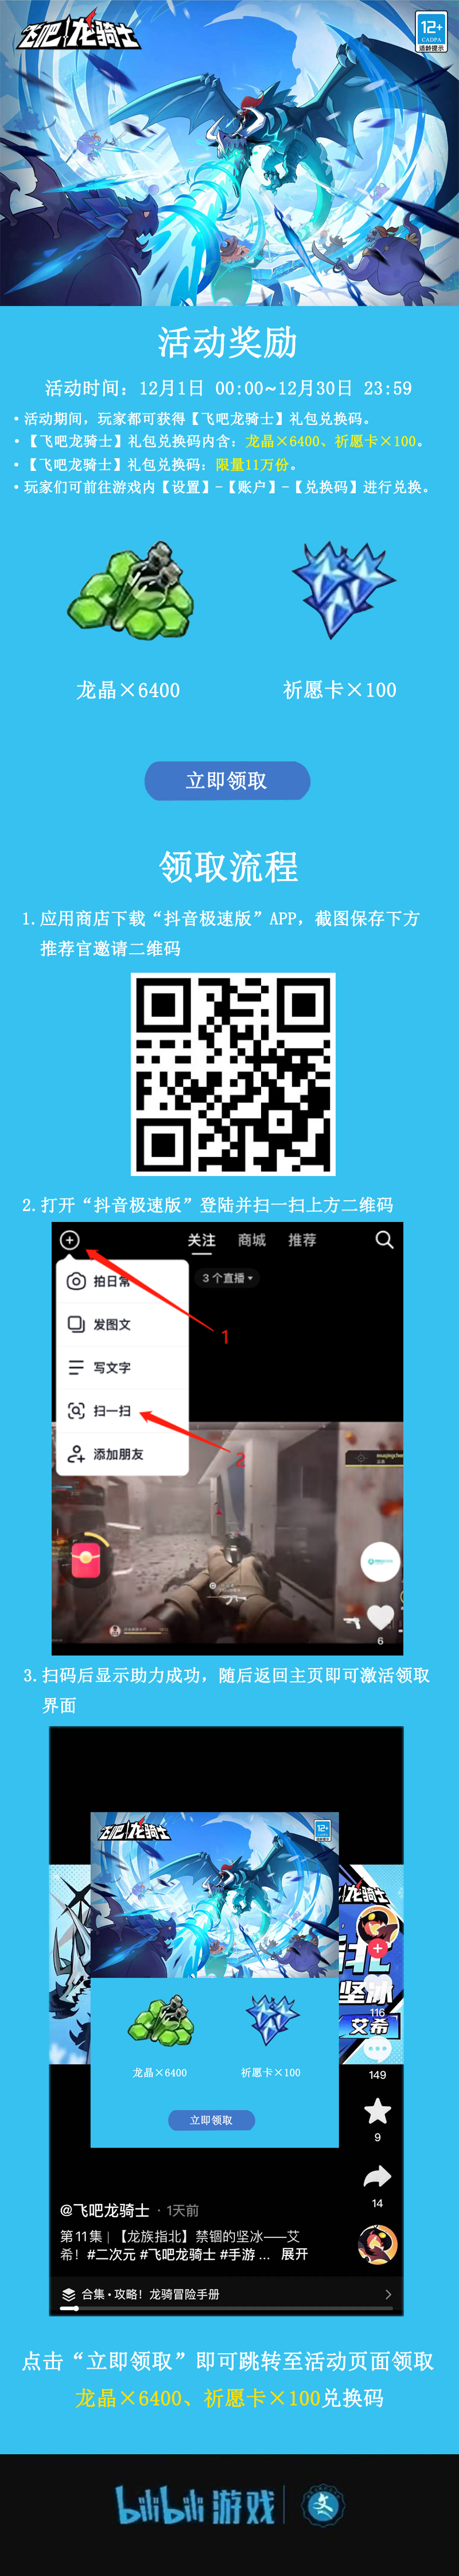 飞吧龙骑士
12+
CADPA
适龄提示
活动奖励
活动时间：12月1日 00:00~12月30日 23:59
•活动期间，玩家都可获得【飞吧龙骑士】礼包兑换码。
•【飞吧龙骑士】礼包兑换码内含：龙晶×6400、祈愿卡×100。
•【飞吧龙骑士】礼包兑换码：限量11万份。
•玩家们可前往游戏内【设置】-【账户】-【兑换码】进行兑换。
龙晶×6400
祈愿卡×100
立即领取
领取流程
1.应用商店下载“抖音极速版”APP，截图保存下方
推荐官邀请二维码
2.打开“抖音极速版”登陆并扫一扫上方二维码
关注 商城 推荐
拍日常
3个直播
1
发图文
写文字
扫一扫
2
添加朋友
6
3.扫码后显示助力成功，随后返回主页即可激活领取
界面
飞吧龙骑士
12+
龙骑士
北
坚冰
116
艾希
龙晶×6400
祈愿卡×100
149
立即领取
9
14
@飞吧龙骑士 · 1天前
第11集 | 【龙族指北】禁锢的坚冰——艾
希！#二次元 #飞吧龙骑士 #手游 ... 展开
合集 • 攻略！龙骑冒险手册
点击“立即领取”即可跳转至活动页面领取
龙晶×6400、祈愿卡×100兑换码
bilibili 游戏